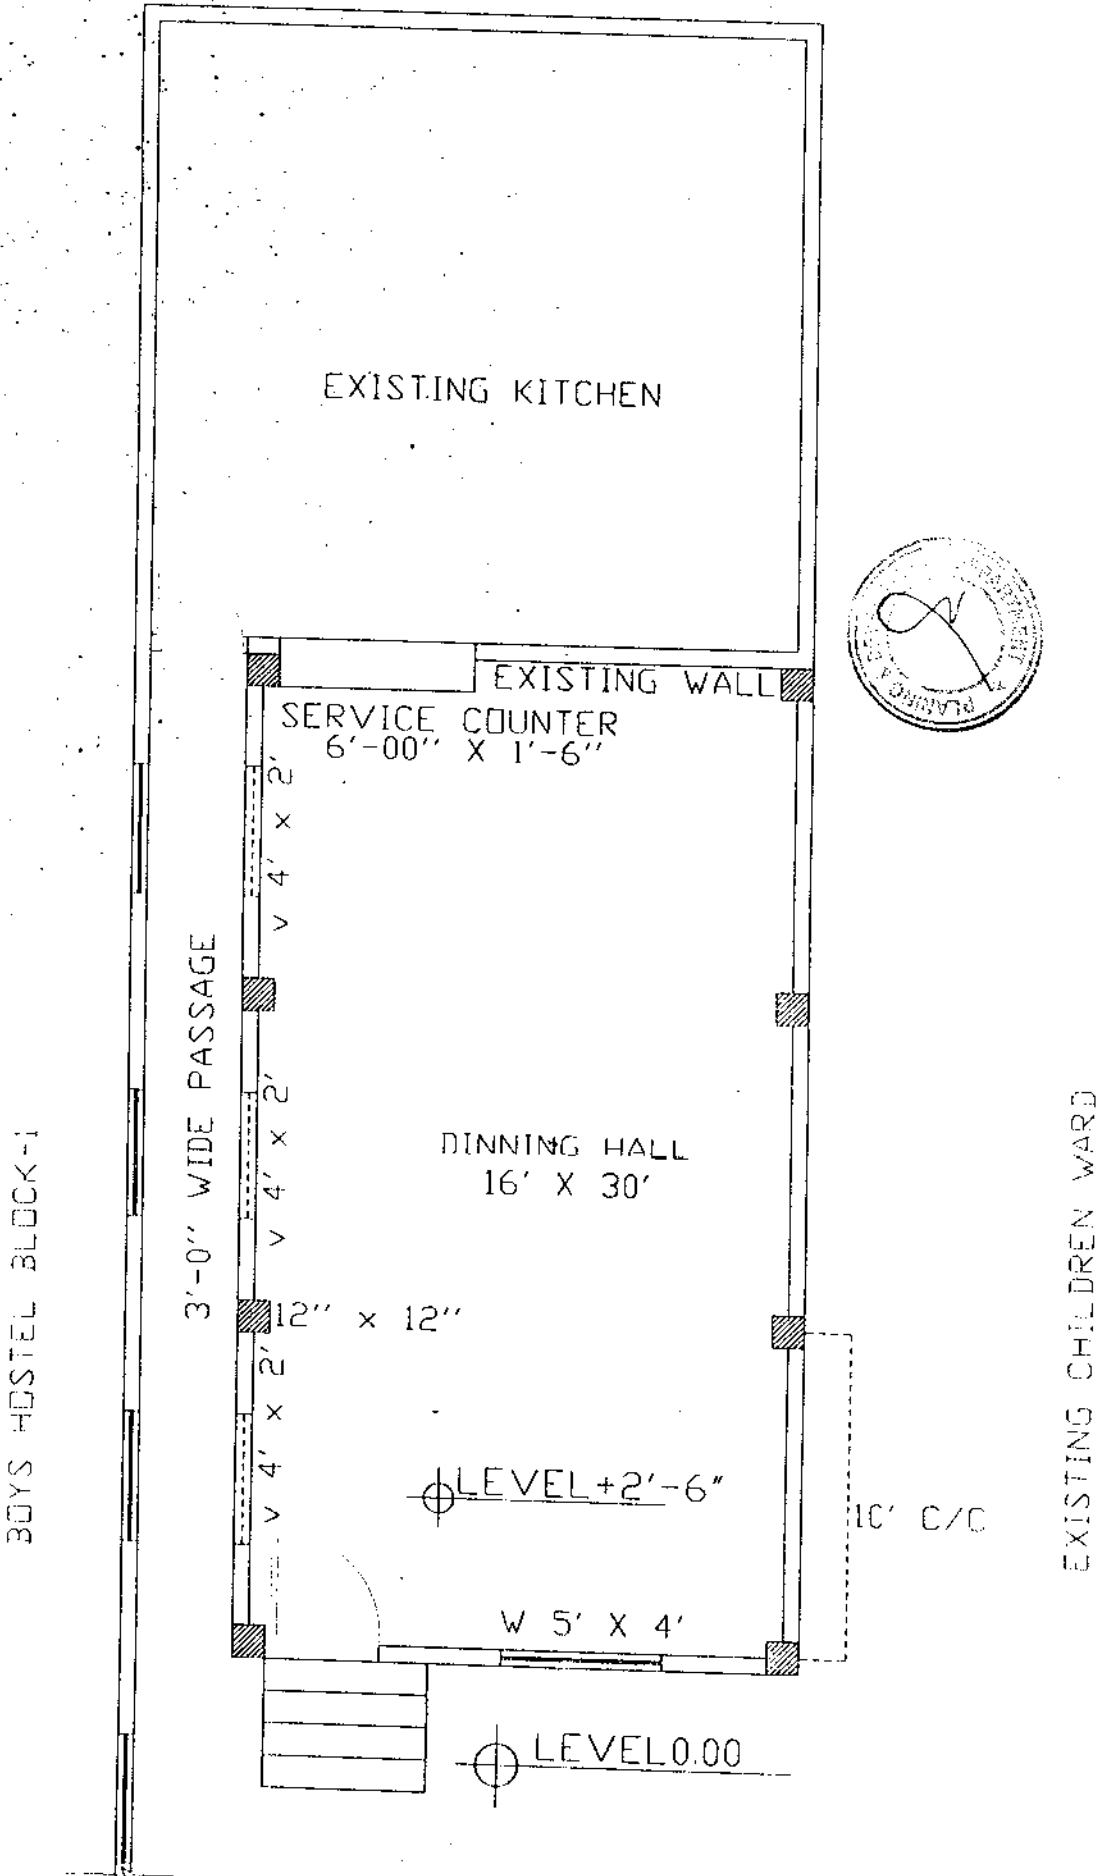 EXISTING KITCHEN
EXISTING WALL
SERVICE COUNTER
6'-00" X 1'-6"
V 4' x 2'
3'-0" WIDE PASSAGE
V 4' x 2'
DINNING HALL
16' X 30'
12" x 12"
V 4' x 2'
LEVEL+2'-6"
10' C/C
W 5' X 4'
LEVEL0.00
BOYS HOSTEL BLOCK-1
EXISTING CHILDREN WARD
PLANING &